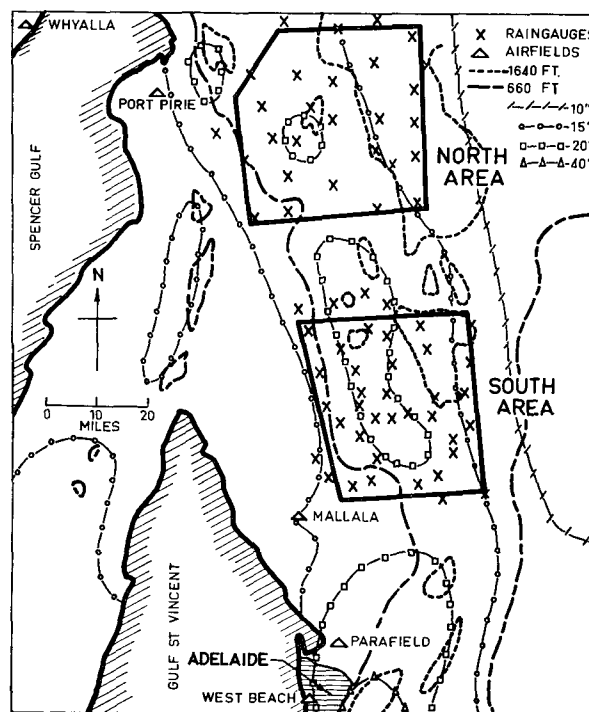 WHYALLA
PORT PIRIE
SPENCER GULF
X RAINGAUGES
AIRFIELDS
1640 FT.
660 FT
10"
15"
20"
40"
NORTH
AREA
N
0 10 20
MILES
SOUTH
AREA
MALLALA
GULF ST VINCENT
PARAFIELD
ADELAIDE
WEST BEACH